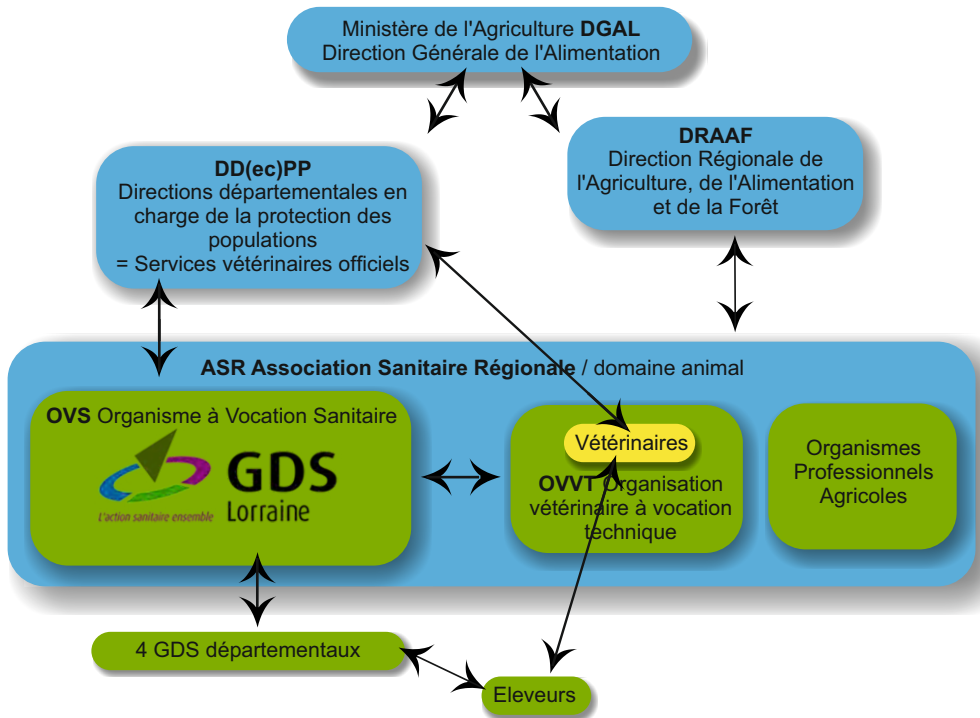 Ministère de l'Agriculture DGAL
Direction Générale de l'Alimentation
DD(ec)PP
Directions départementales en
charge de la protection des
populations
= Services vétérinaires officiels
DRAAF
Direction Régionale de
l'Agriculture, de l'Alimentation
et de la Forêt
ASR Association Sanitaire Régionale / domaine animal
OVS Organisme à Vocation Sanitaire
GDS
Lorraine
L'action sanitaire ensemble
Vétérinaires
OVVT Organisation
vétérinaire à vocation
technique
Organismes
Professionnels
Agricoles
4 GDS départementaux
Eleveurs